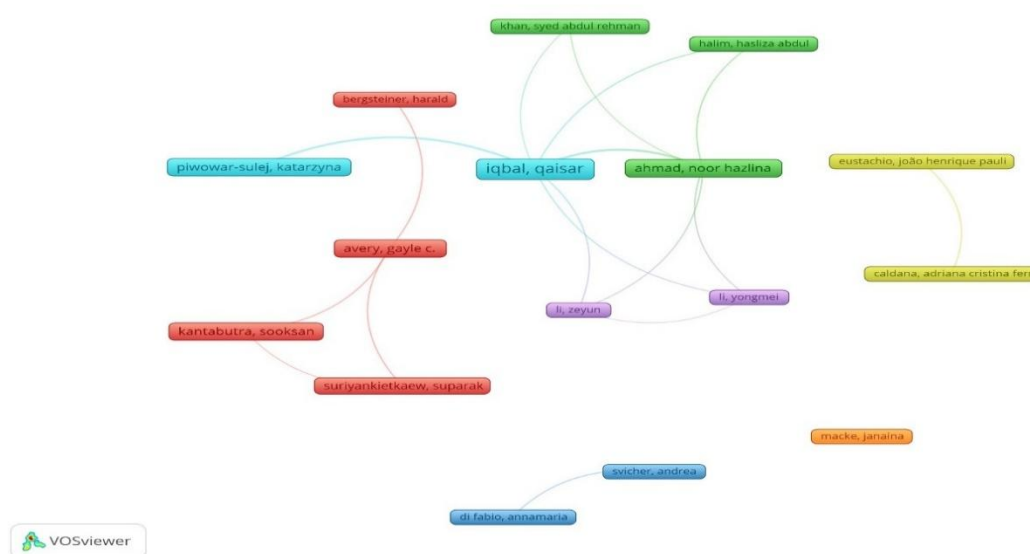 khan, syed abdul rehman
halim, hasliza abdul
bergsteiner, harald
piwowar-sulej, katarzyna
iqbal, qaisar
ahmad, noor hazlina
eustachio, joão henrique pauli
avery, gayle c.
caldana, adriana cristina ferr
li, yongmei
li, zeyun
kantabutra, sooksan
suriyankietkaew, suparak
macke, janaina
svicher, andrea
di fabio, annamaria
VOSviewer